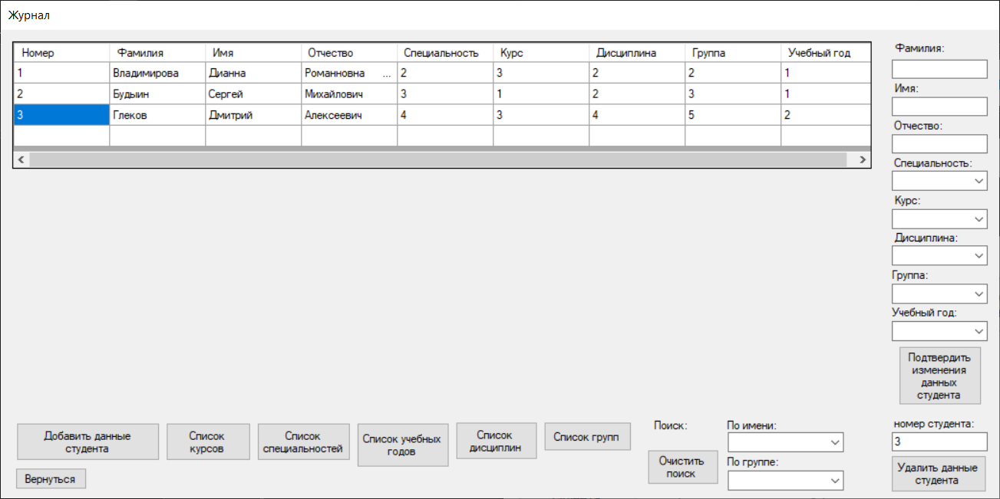 Журнал
Номер Фамилия Имя Отчество Специальность Курс Дисциплина Группа Учебный год
1 Владимирова Дианна Романновна ... 2 3 2 2 1
2 Будыин Сергей Михайлович 3 1 2 3 1
3 Глеков Дмитрий Алексеевич 4 3 4 5 2
Фамилия:
Имя:
Отчество:
Специальность:
Курс:
Дисциплина:
Группа:
Учебный год:
Подтвердить
изменения
данных
студента
Добавить данные
студента
Список
курсов
Список
специальностей
Список учебных
годов
Список
дисциплин
Список групп
Поиск:
По имени:
номер студента:
3
Очистить
поиск
По группе:
Удалить данные
студента
Вернуться